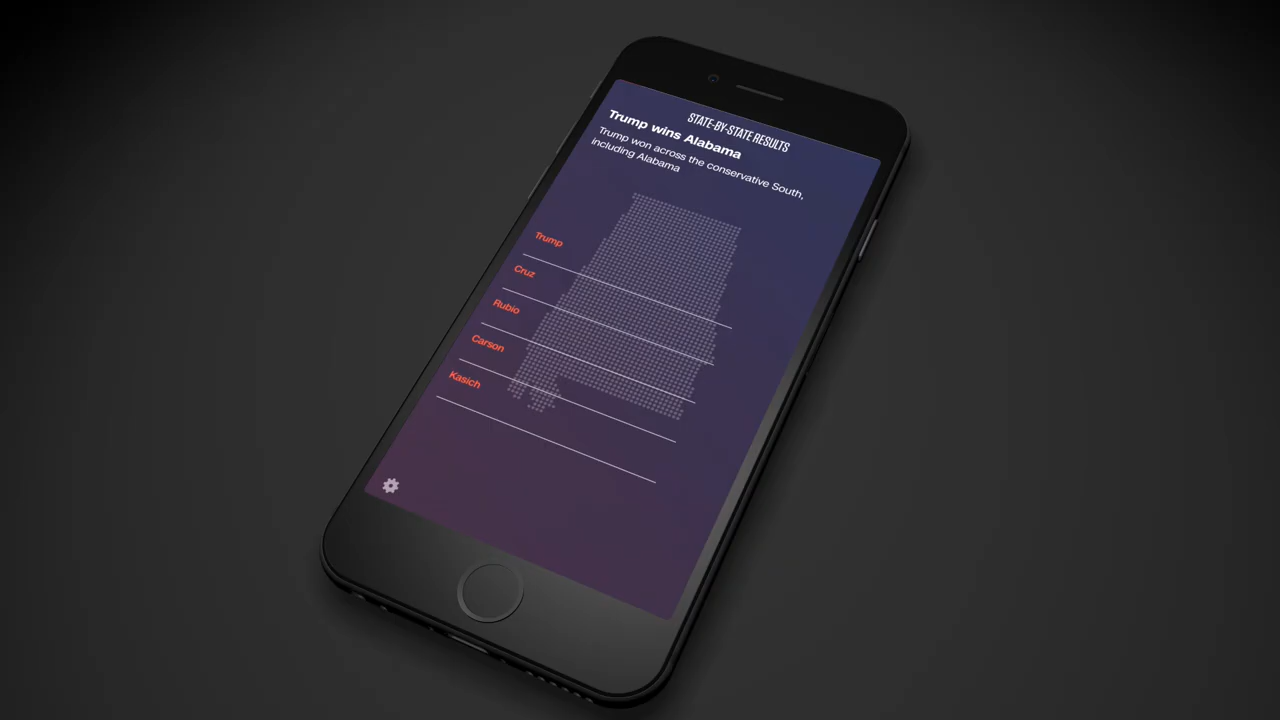 STATE-BY-STATE RESULTS
Trump wins Alabama
Trump won across the conservative South,
including Alabama
Trump
Cruz
Rubio
Carson
Kasich